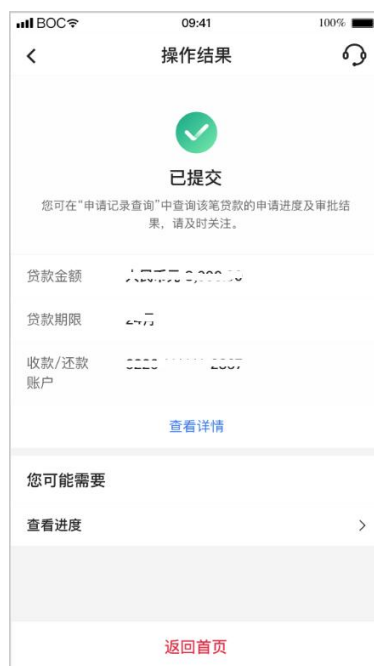 BOC
09:41
100%
操作结果
已提交
您可在“申请记录查询”中查询该笔贷款的申请进度及审批结
果，请及时关注。
贷款金额
贷款期限
收款/还款
账户
查看详情
您可能需要
查看进度
返回首页